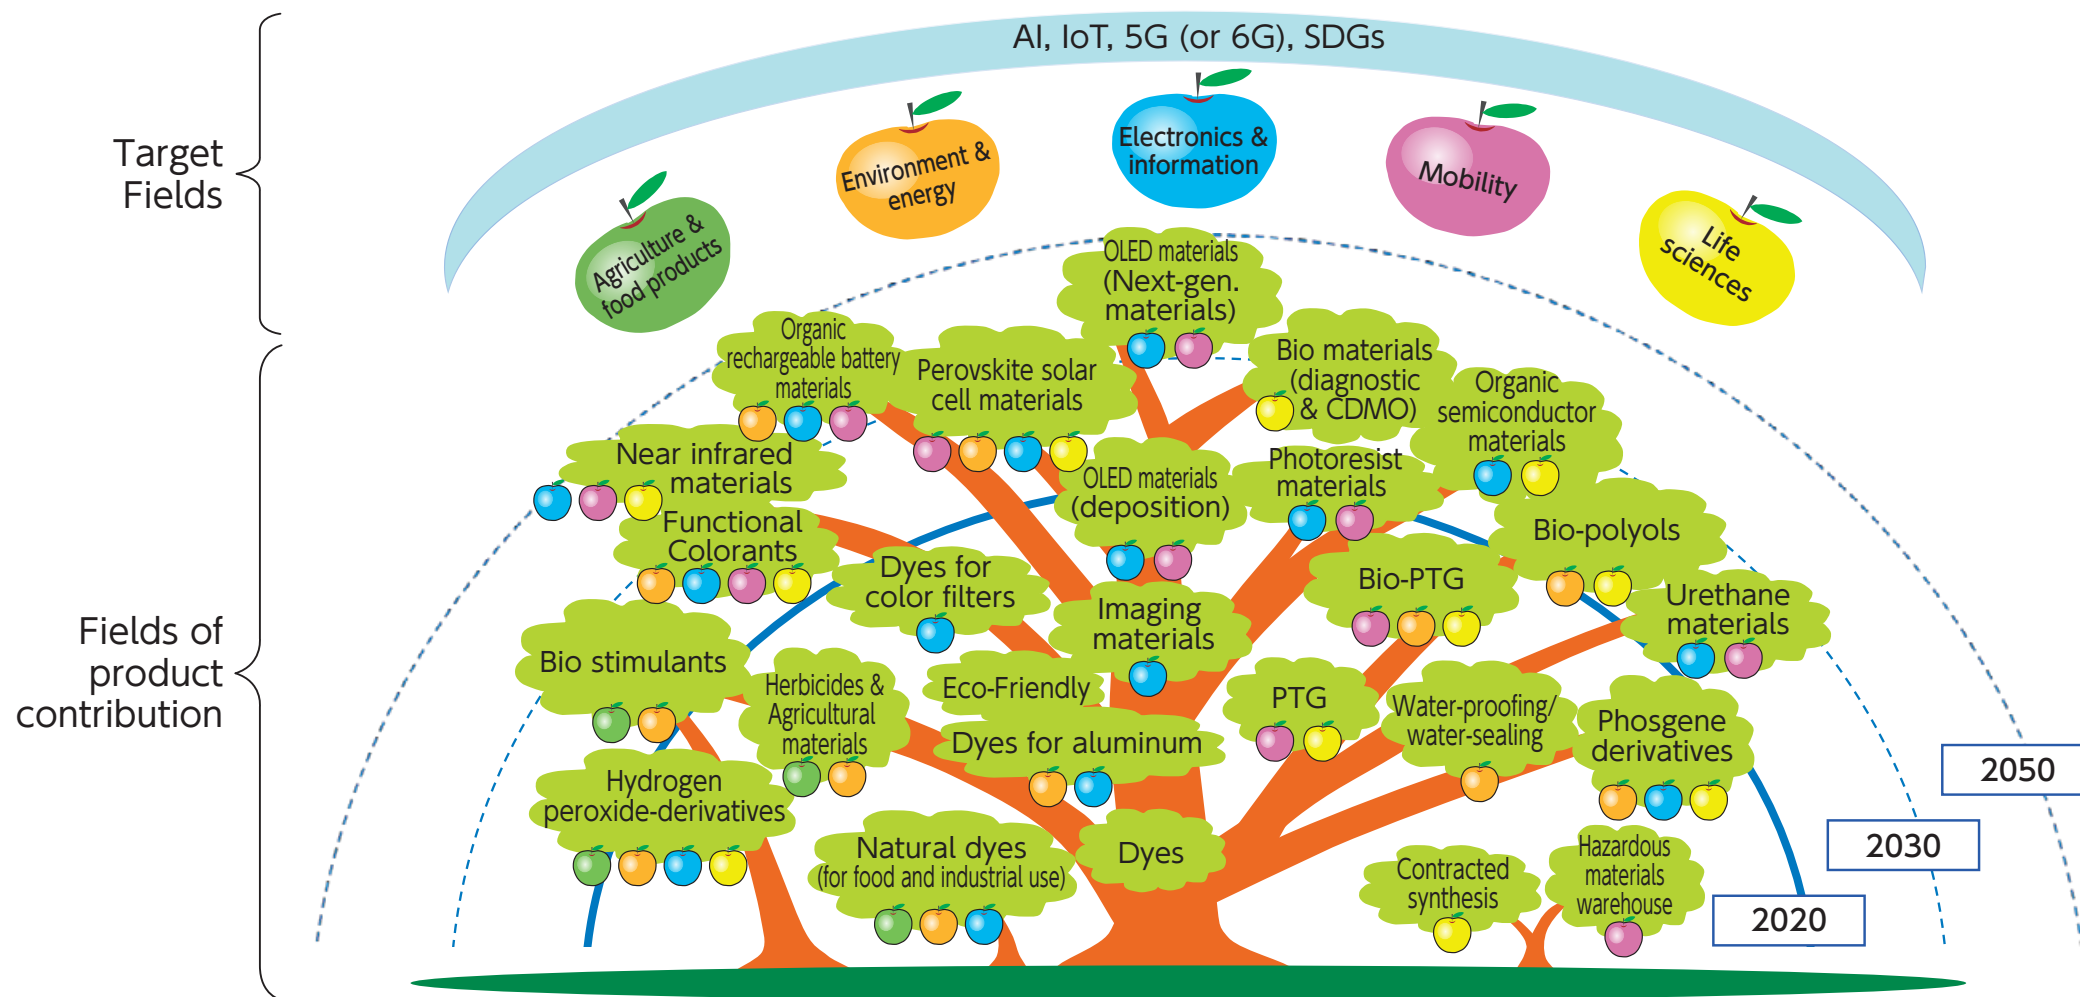 AI, IoT, 5G (or 6G), SDGs
Target
Fields
Agriculture &
food products
Environment &
energy
Electronics &
information
Mobility
Life
sciences
Fields of
product
contribution
OLED materials
(Next-gen.
materials)
Organic
rechargeable battery
materials
Perovskite solar
cell materials
Bio materials
(diagnostic
& CDMO)
Organic
semiconductor
materials
Near infrared
materials
OLED materials
(deposition)
Photoresist
materials
Functional
Colorants
Dyes for
color filters
Bio-polyols
Bio-PTG
Imaging
materials
Urethane
materials
Bio stimulants
Herbicides &
Agricultural
materials
Eco-Friendly
PTG
Water-proofing/
water-sealing
Phosgene
derivatives
Dyes for aluminum
Hydrogen
peroxide-derivatives
Natural dyes
(for food and industrial use)
Dyes
Contracted
synthesis
Hazardous
materials
warehouse
2050
2030
2020